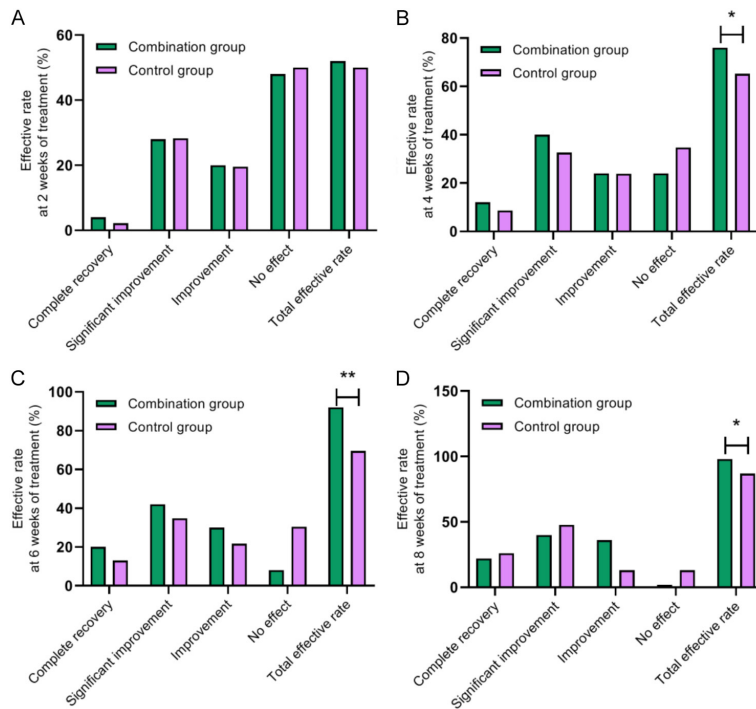 A
Effective rate
at 2 weeks of treatment (%)
60
40
20
0
Combination group
Control group
Complete recovery
Significant improvement
Improvement
No effect
Total effective rate
B
Effective rate
at 4 weeks of treatment (%)
80
60
40
20
0
Combination group
Control group
*
Complete recovery
Significant improvement
Improvement
No effect
Total effective rate
C
Effective rate
at 6 weeks of treatment (%)
100
80
60
40
20
0
Combination group
Control group
**
Complete recovery
Significant improvement
Improvement
No effect
Total effective rate
D
Effective rate
at 8 weeks of treatment (%)
150
100
50
0
Combination group
Control group
*
Complete recovery
Significant improvement
Improvement
No effect
Total effective rate